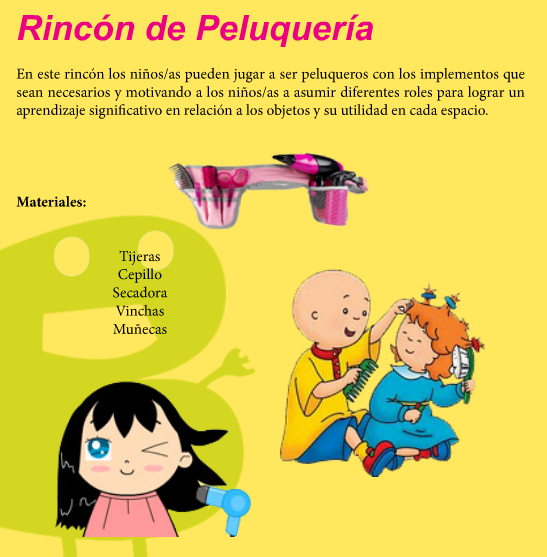 Rincón de Peluquería
En este rincón los niños/as pueden jugar a ser peluqueros con los implementos que
sean necesarios y motivando a los niños/as a asumir diferentes roles para lograr un
aprendizaje significativo en relación a los objetos y su utilidad en cada espacio.
Materiales:
Tijeras
Cepillo
Secadora
Vinchas
Muñecas